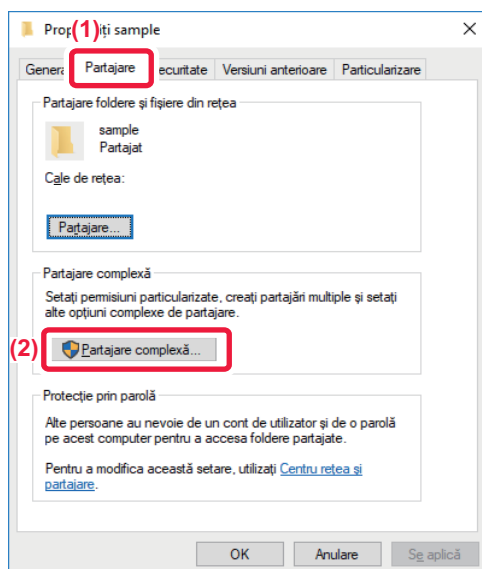 (1)
sample
Partajare
Versiuni anterioare
Particularizare
Partajare foldere și fișiere din rețea
sample
Partajat
Cale de rețea:
Partajare...
Partajare complexă
Setați permisiuni particularizate, creați partajări multiple și setați
alte opțiuni complexe de partajare.
(2)
Partajare complexă...
Protecție prin parolă
Alte persoane au nevoie de un cont de utilizator și de o parolă
pe acest computer pentru a accesa foldere partajate.
Pentru a modifica această setare, utilizați Centru rețea și
partajare.
OK
Anulare
Se aplică